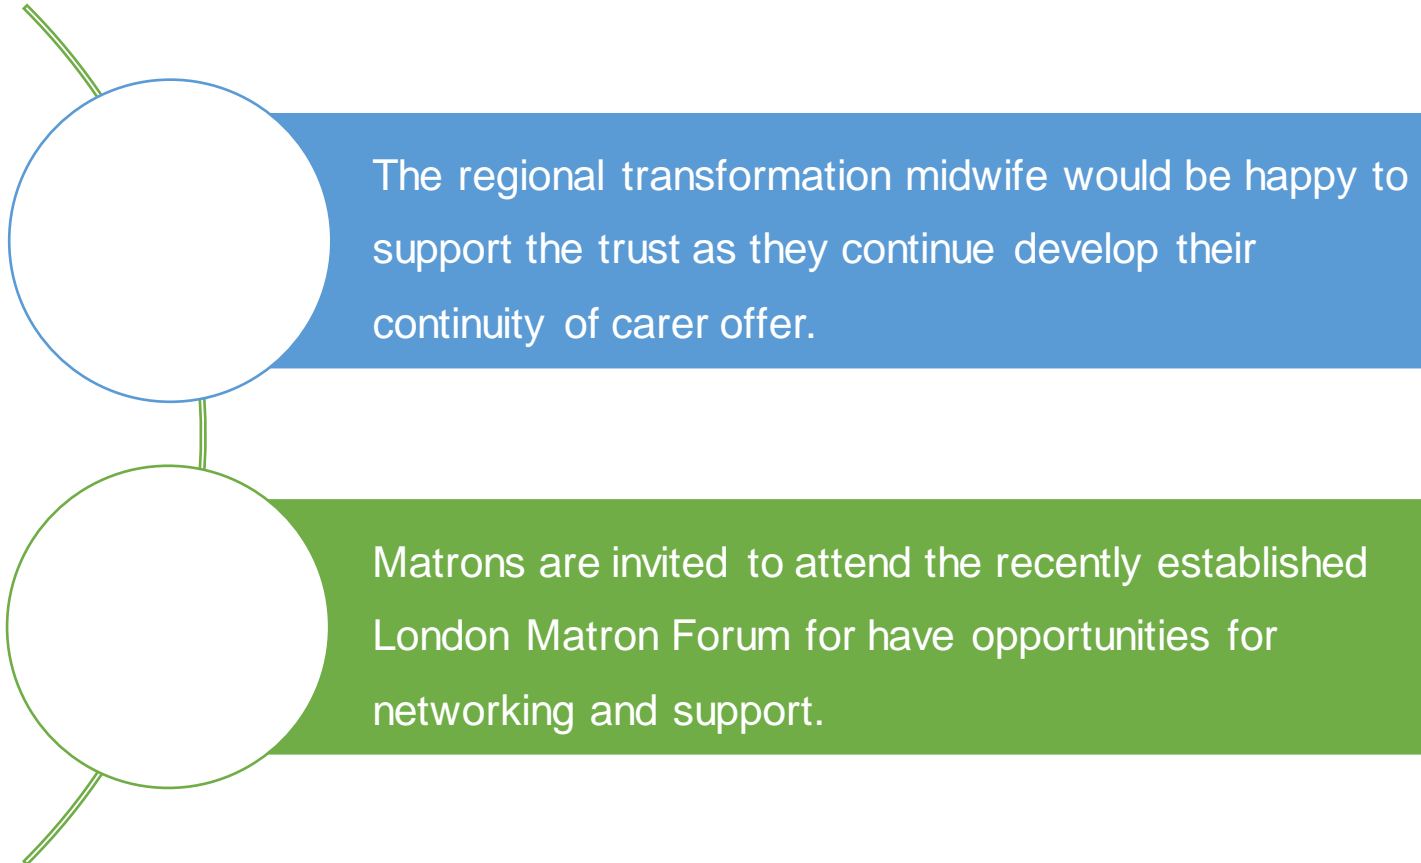 The regional transformation midwife would be happy to
support the trust as they continue develop their
continuity of carer offer.
Matrons are invited to attend the recently established
London Matron Forum for have opportunities for
networking and support.